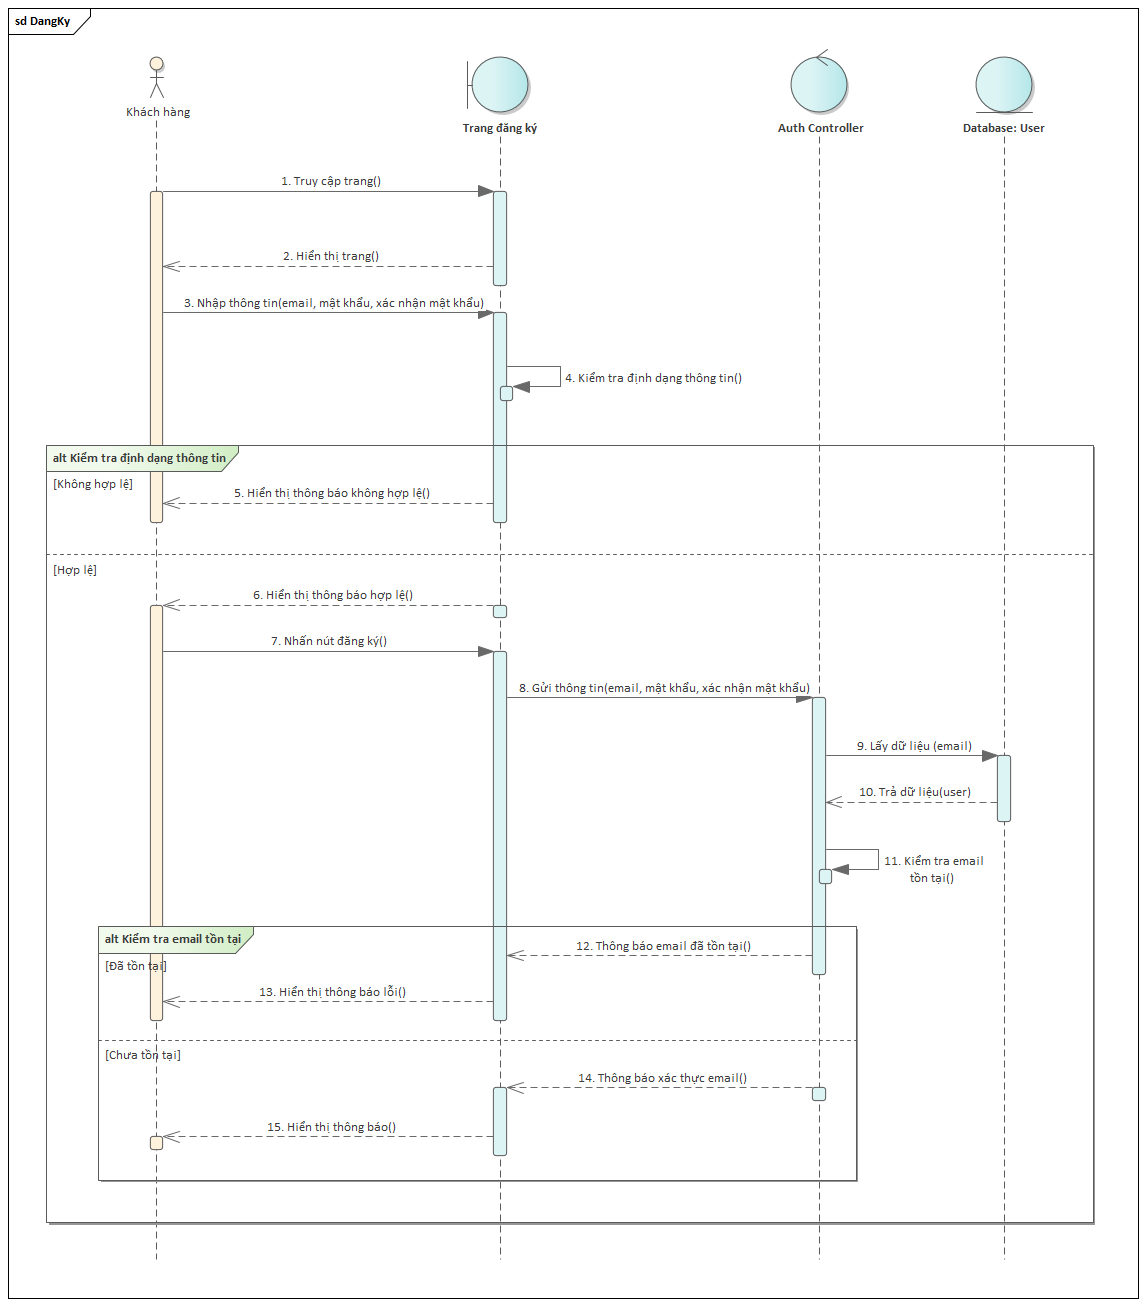 sd DangKy
Khách hàng
Trang đăng ký
Auth Controller
Database: User
1. Truy cập trang()
2. Hiển thị trang()
3. Nhập thông tin(email, mật khẩu, xác nhận mật khẩu)
4. Kiểm tra định dạng thông tin()
alt Kiểm tra định dạng thông tin
[Không hợp lệ]
5. Hiển thị thông báo không hợp lệ()
[Hợp lệ]
6. Hiển thị thông báo hợp lệ()
7. Nhấn nút đăng ký()
8. Gửi thông tin(email, mật khẩu, xác nhận mật khẩu)
9. Lấy dữ liệu (email)
10. Trả dữ liệu(user)
11. Kiểm tra email
tồn tại()
alt Kiểm tra email tồn tại
12. Thông báo email đã tồn tại()
[Đã tồn tại]
13. Hiển thị thông báo lỗi()
[Chưa tồn tại]
14. Thông báo xác thực email()
15. Hiển thị thông báo()